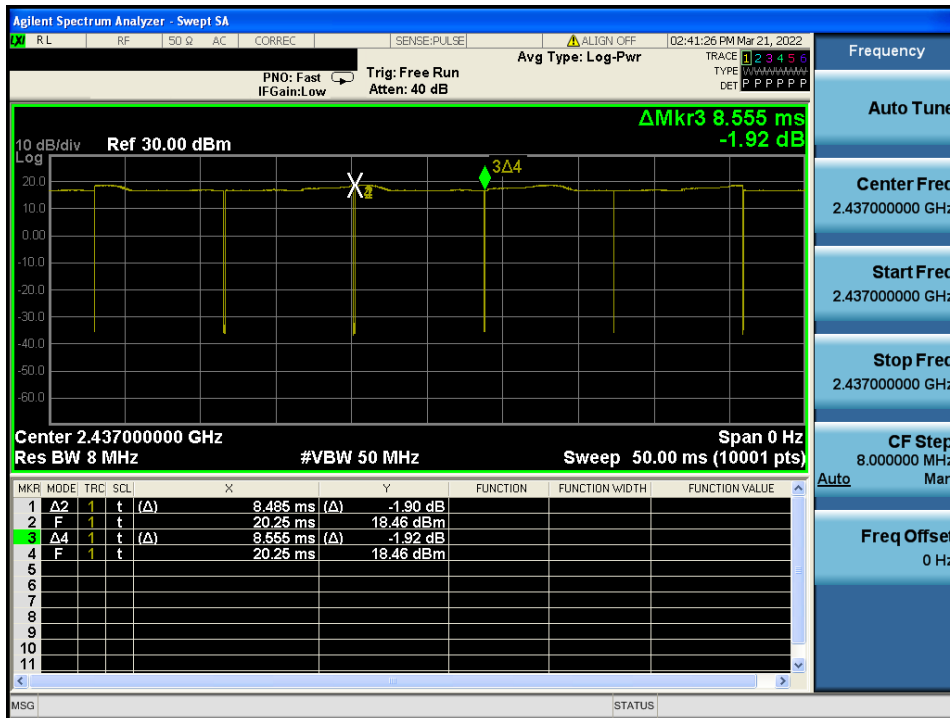 Agilent Spectrum Analyzer - Swept SA
LXI RL RF 50 Ω AC CORREC SENSE:PULSE ALIGN OFF 02:41:26 PM Mar 21, 2022
Frequency
Avg Type: Log-Pwr
TRACE 1 2 3 4 5 6
TYPE WWWWWW
DET P P P P P P
PNO: Fast
IFGain:Low
Trig: Free Run
Atten: 40 dB
Auto Tune
ΔMkr3 8.555 ms
-1.92 dB
10 dB/div
Log
Ref 30.00 dBm
3Δ4
20.0
10.0
0.00
-10.0
-20.0
-30.0
-40.0
-50.0
-60.0
Center Freq
2.437000000 GHz
Start Freq
2.437000000 GHz
Stop Freq
2.437000000 GHz
Center 2.437000000 GHz
Span 0 Hz
Res BW 8 MHz
#VBW 50 MHz
Sweep 50.00 ms (10001 pts)
CF Step
8.000000 MHz
Auto Man
Freq Offset
0 Hz
MKR MODE TRC SCL X Y FUNCTION FUNCTION WIDTH FUNCTION VALUE
1 Δ2 1 t (Δ) 8.485 ms (Δ) -1.90 dB
2 F 1 t 20.25 ms 18.46 dBm
3 Δ4 1 t (Δ) 8.555 ms (Δ) -1.92 dB
4 F 1 t 20.25 ms 18.46 dBm
5
6
7
8
9
10
11
MSG STATUS